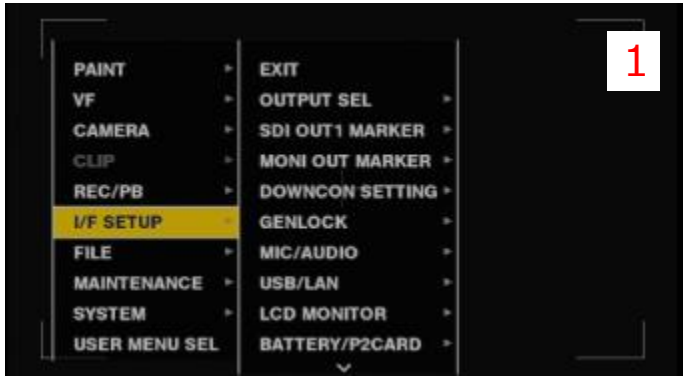 1
PAINT
VF
CAMERA
CLIP
REC/PB
I/F SETUP
FILE
MAINTENANCE
SYSTEM
USER MENU SEL
EXIT
OUTPUT SEL
SDI OUT1 MARKER
MONI OUT MARKER
DOWNCON SETTING
GENLOCK
MIC/AUDIO
USB/LAN
LCD MONITOR
BATTERY/P2CARD